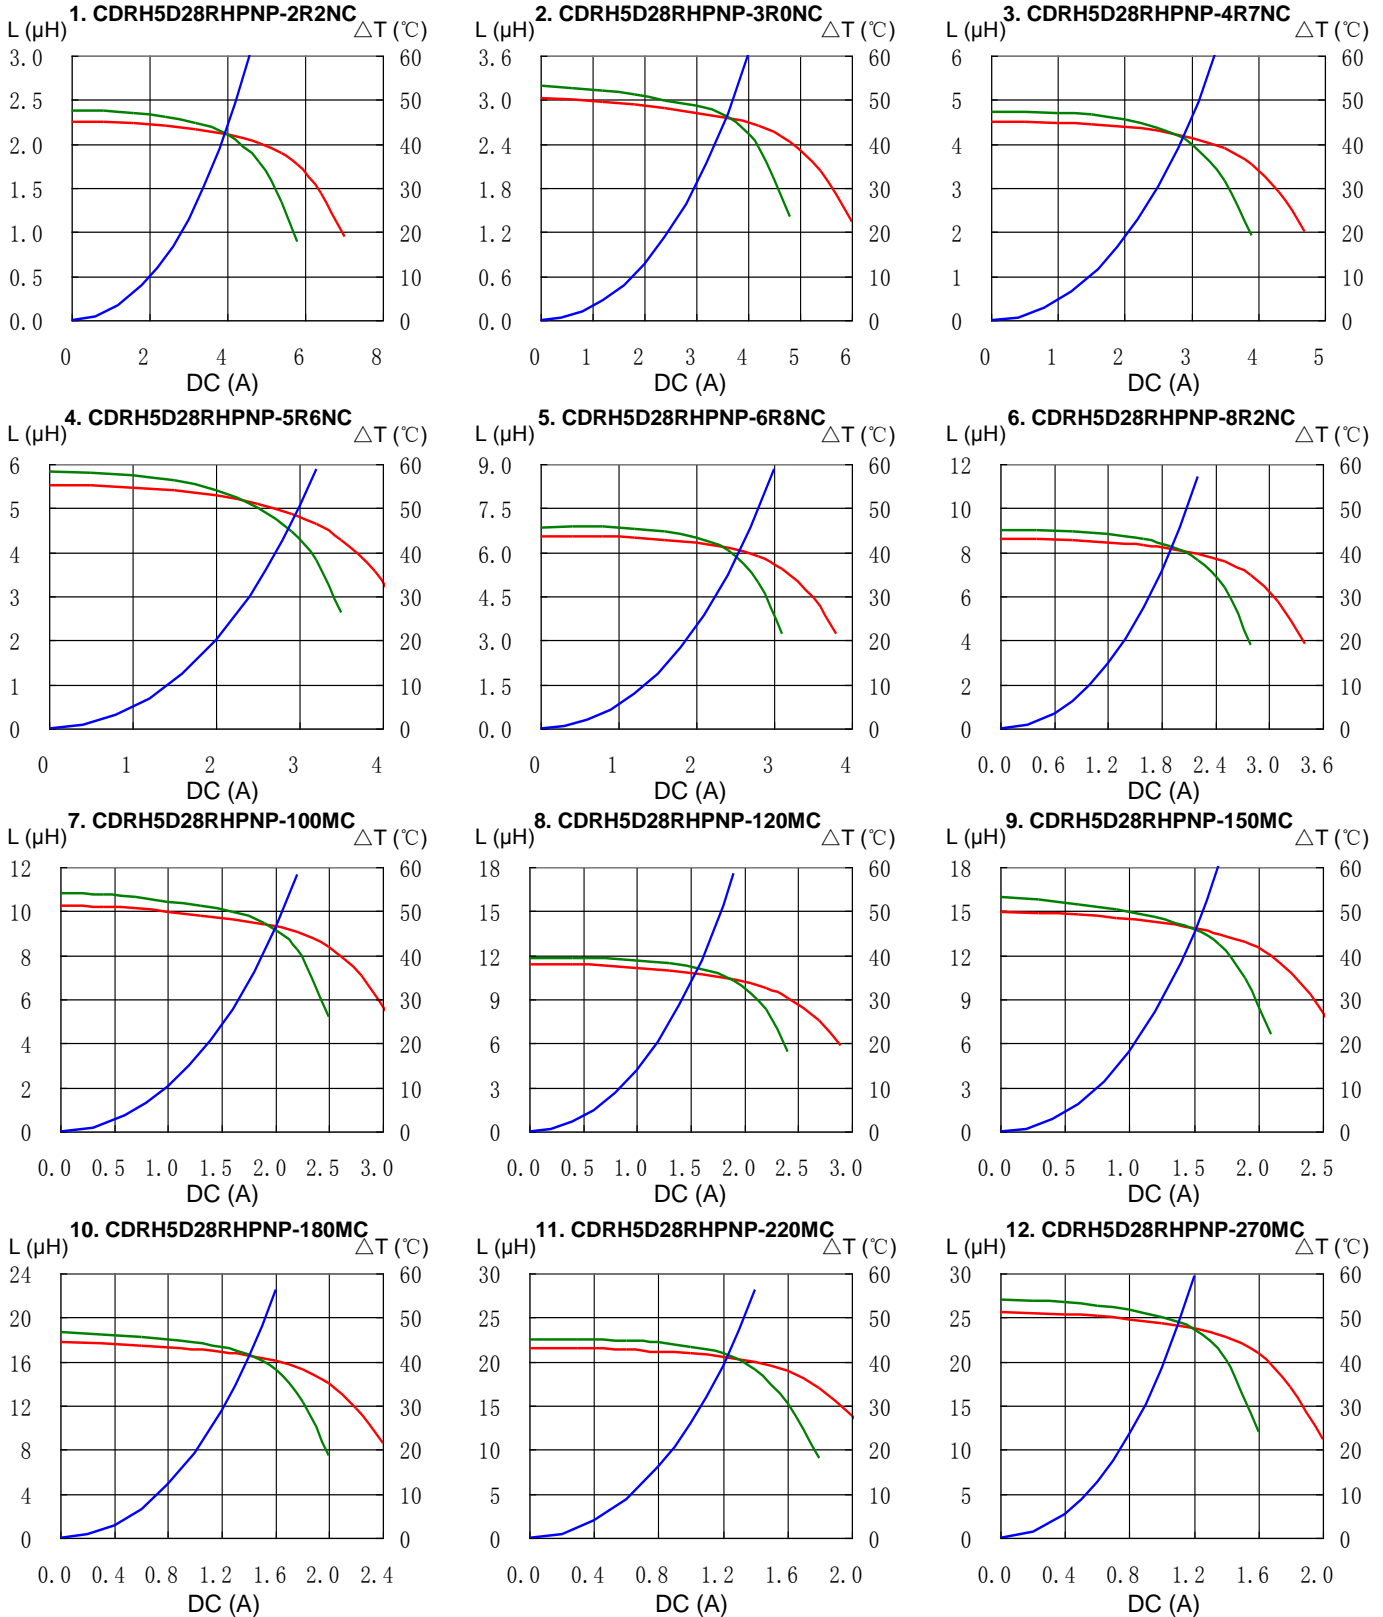 1. CDRH5D28RHPNP-2R2NC
L (μH)
△T (℃)
3.0
2.5
2.0
1.5
1.0
0.5
0.0
60
50
40
30
20
10
0
0 2 4 6 8
DC (A)
2. CDRH5D28RHPNP-3R0NC
L (μH)
△T (℃)
3.6
3.0
2.4
1.8
1.2
0.6
0.0
60
50
40
30
20
10
0
0 1 2 3 4 5 6
DC (A)
3. CDRH5D28RHPNP-4R7NC
L (μH)
△T (℃)
6
5
4
3
2
1
0
60
50
40
30
20
10
0
0 1 2 3 4 5
DC (A)
4. CDRH5D28RHPNP-5R6NC
L (μH)
△T (℃)
6
5
4
3
2
1
0
60
50
40
30
20
10
0
0 1 2 3 4
DC (A)
5. CDRH5D28RHPNP-6R8NC
L (μH)
△T (℃)
9.0
7.5
6.0
4.5
3.0
1.5
0.0
60
50
40
30
20
10
0
0 1 2 3 4
DC (A)
6. CDRH5D28RHPNP-8R2NC
L (μH)
△T (℃)
12
10
8
6
4
2
0
60
50
40
30
20
10
0
0.0 0.6 1.2 1.8 2.4 3.0 3.6
DC (A)
7. CDRH5D28RHPNP-100MC
L (μH)
△T (℃)
12
10
8
6
4
2
0
60
50
40
30
20
10
0
0.0 0.5 1.0 1.5 2.0 2.5 3.0
DC (A)
8. CDRH5D28RHPNP-120MC
L (μH)
△T (℃)
18
15
12
9
6
3
0
60
50
40
30
20
10
0
0.0 0.5 1.0 1.5 2.0 2.5 3.0
DC (A)
9. CDRH5D28RHPNP-150MC
L (μH)
△T (℃)
18
15
12
9
6
3
0
60
50
40
30
20
10
0
0.0 0.5 1.0 1.5 2.0 2.5
DC (A)
10. CDRH5D28RHPNP-180MC
L (μH)
△T (℃)
24
20
16
12
8
4
0
60
50
40
30
20
10
0
0.0 0.4 0.8 1.2 1.6 2.0 2.4
DC (A)
11. CDRH5D28RHPNP-220MC
L (μH)
△T (℃)
30
25
20
15
10
5
0
60
50
40
30
20
10
0
0.0 0.4 0.8 1.2 1.6 2.0
DC (A)
12. CDRH5D28RHPNP-270MC
L (μH)
△T (℃)
30
25
20
15
10
5
0
60
50
40
30
20
10
0
0.0 0.4 0.8 1.2 1.6 2.0
DC (A)